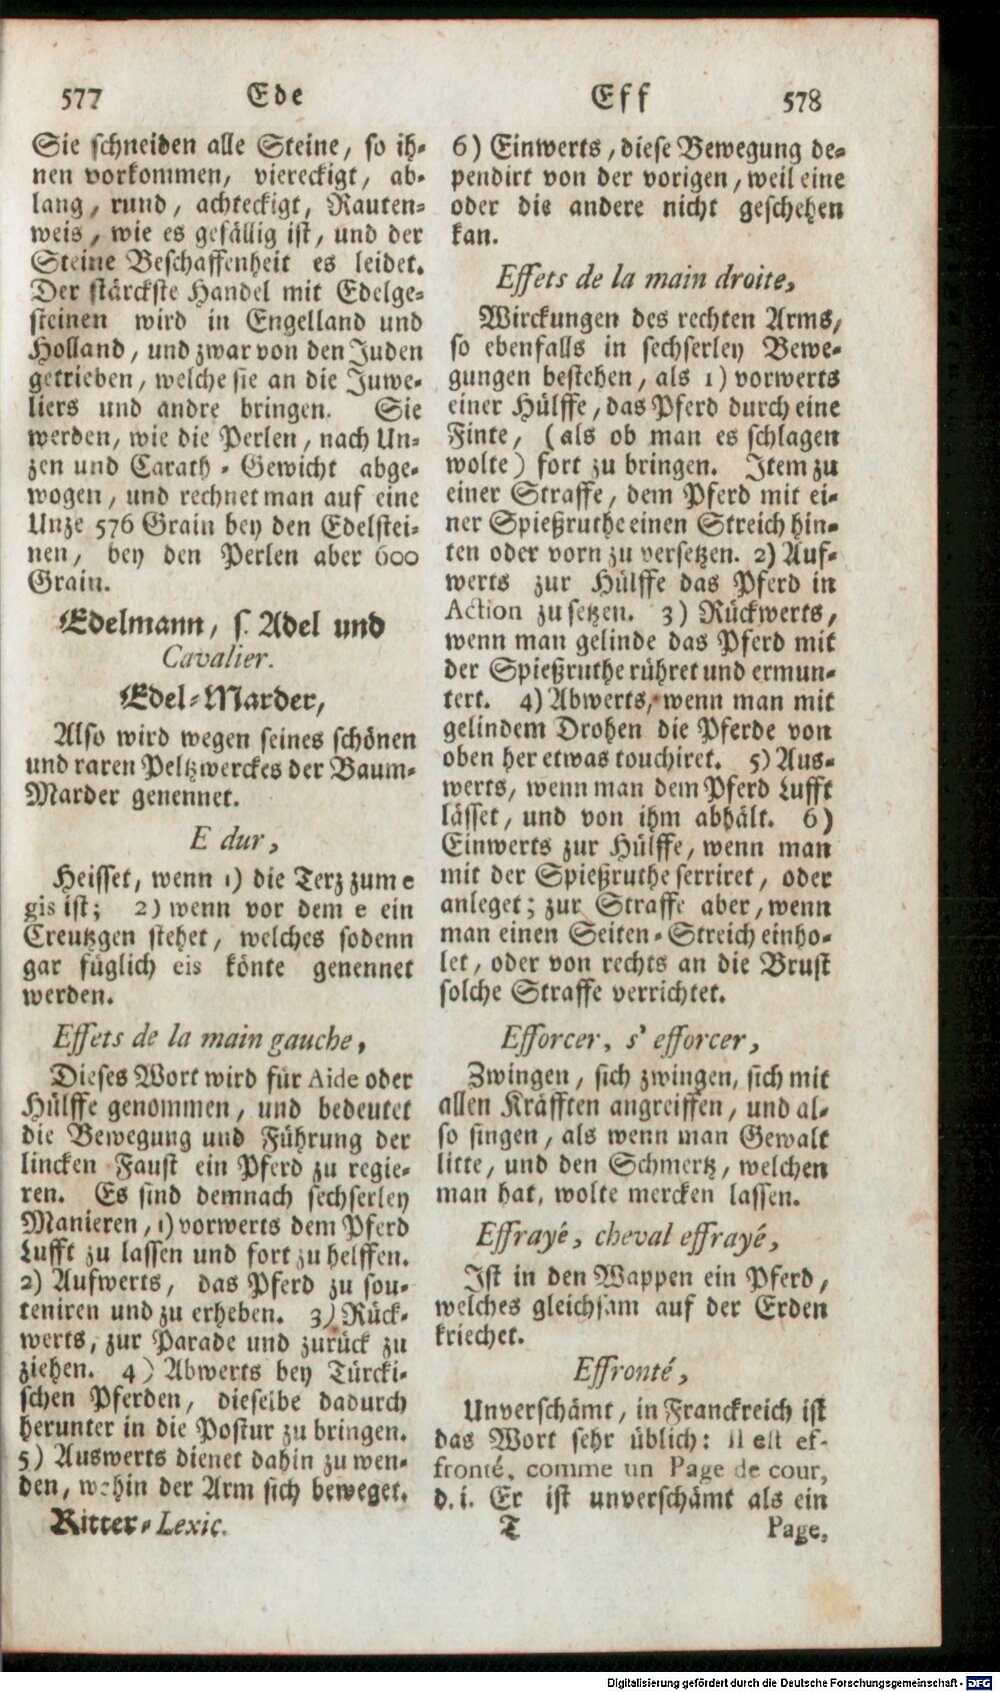 577 Ede
Sie schneiden alle Steine, so ih-
nen vorkommen, viereckigt, ab-
lang, rund, achteckigt, Rauten-
weis, wie es gefällig ist, und der
Steine Beschaffenheit es leidet.
Der stärckste Handel mit Edelge-
steinen wird in Engelland und
Holland, und zwar von den Juden
getrieben, welche sie an die Juwe-
liers und andre bringen. Sie
werden, wie die Perlen, nach Un-
zen und Carath-Gewicht abge-
wogen, und rechnet man auf eine
Unze 576 Grain bey den Edelstei-
nen, bey den Perlen aber 600
Grain.
Edelmann, s. Adel und
Cavalier.
Edel-Marder,
Also wird wegen seines schönen
und raren Peltzwerckes der Baum-
Marder genennet.
E dur,
Heisset, wenn 1) die Terz zum e
gis ist; 2) wenn vor dem e ein
Creutzgen stehet, welches sodenn
gar füglich eis könte genennet
werden.
Effets de la main gauche,
Dieses Wort wird für Aide oder
Hülffe genommen, und bedeutet
die Bewegung und Führung der
lincken Faust ein Pferd zu regie-
ren. Es sind demnach sechserley
Manieren, 1) vorwerts dem Pferd
Lufft zu lassen und fort zu helffen.
2) Aufwerts, das Pferd zu sou-
teniren und zu erheben. 3) Rück-
werts, zur Parade und zurück zu
ziehen. 4) Abwerts bey Türcki-
schen Pferden, dieselbe dadurch
herunter in die Postur zu bringen.
5) Auswerts dienet dahin zu wen-
den, wohin der Arm sich beweget.
Ritter-Lexic.
Eff 578
6) Einwerts, diese Bewegung de-
pendirt von der vorigen, weil eine
oder die andere nicht geschehen
kan.
Effets de la main droite,
Wirckungen des rechten Arms,
so ebenfalls in sechserley Bewe-
gungen bestehen, als 1) vorwerts
einer Hülffe, das Pferd durch eine
Finte, (als ob man es schlagen
wolte) fort zu bringen. Item zu
einer Straffe, dem Pferd mit ei-
ner Spießruthe einen Streich hin-
ten oder vorn zu versetzen. 2) Auf-
werts zur Hülffe das Pferd in
Action zu setzen. 3) Rückwerts,
wenn man gelinde das Pferd mit
der Spießruthe rühret und ermun-
tert. 4) Abwerts, wenn man mit
gelindem Drohen die Pferde von
oben her etwas touchiret. 5) Aus-
werts, wenn man dem Pferd Lufft
lässet, und von ihm abhält. 6)
Einwerts zur Hülffe, wenn man
mit der Spießruthe serriret, oder
anleget; zur Straffe aber, wenn
man einen Seiten-Streich einho-
let, oder von rechts an die Brust
solche Straffe verrichtet.
Efforcer, s' efforcer,
Zwingen, sich zwingen, sich mit
allen Kräfften angreiffen, und al-
so singen, als wenn man Gewalt
litte, und den Schmertz, welchen
man hat, wolte mercken lassen.
Effrayé, cheval effrayé,
Ist in den Wappen ein Pferd,
welches gleichsam auf der Erden
kriechet.
Effronté,
Unverschämt, in Franckreich ist
das Wort sehr üblich: il est ef-
fronté, comme un Page de cour,
d. i. Er ist unverschämt als ein
T Page,
Digitalisierung gefördert durch die Deutsche Forschungsgemeinschaft - DFG